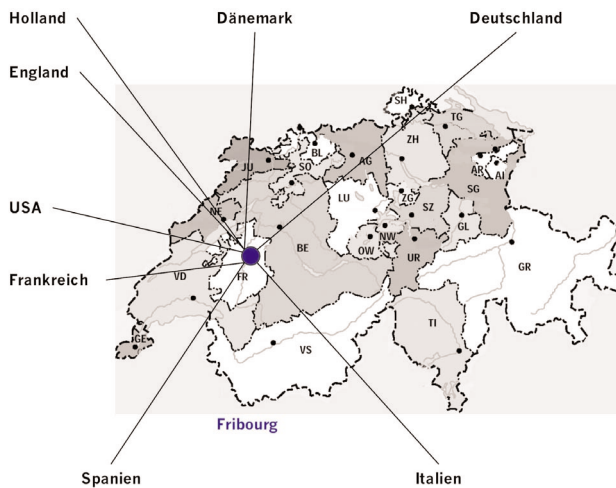 Holland Dänemark Deutschland
England
SH
TG
BL ZH
JU SO AG
AR AI
SG
NE LU ZG
SZ GL
USA
BE OW NW
UR
Frankreich VD FR GR
GE TI
VS
Fribourg
Spanien Italien